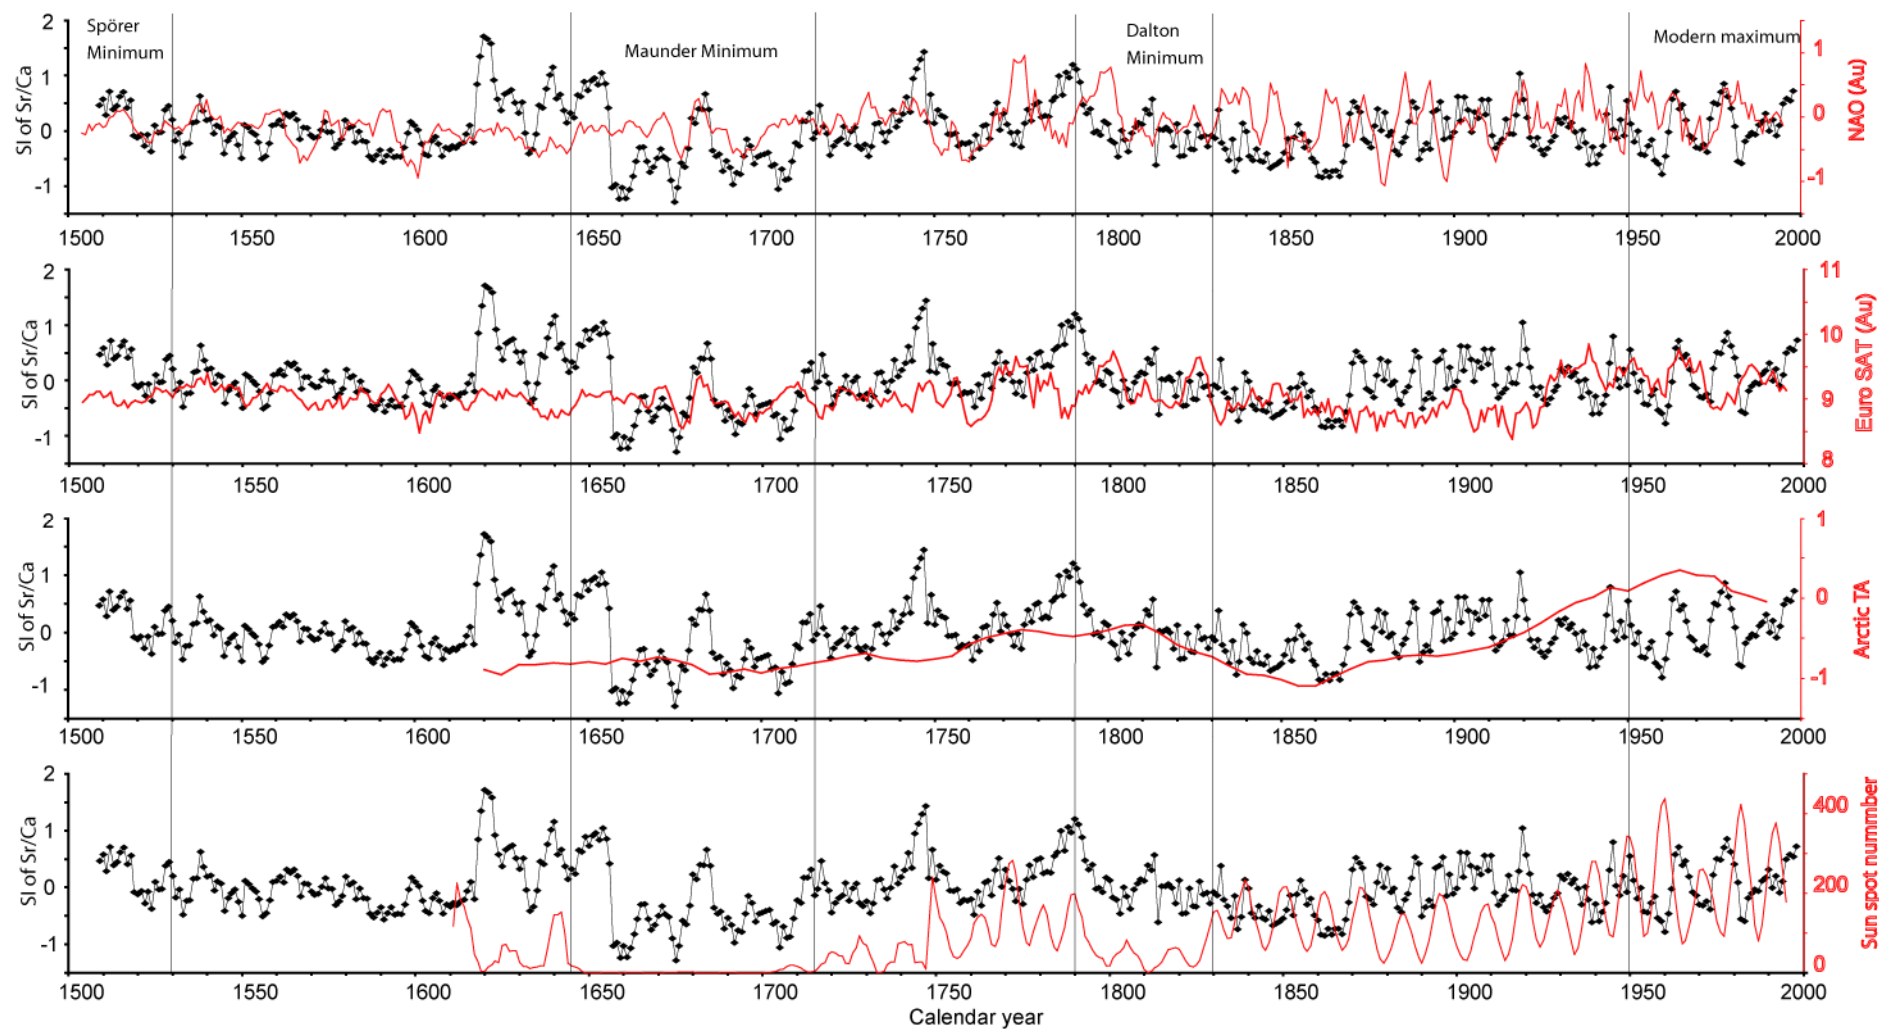 Spörer
Minimum
Maunder Minimum
Dalton
Minimum
Modern maximum
2
1
0
-1
SI of Sr/Ca
1
0
-1
NAO (Au)
1500 1550 1600 1650 1700 1750 1800 1850 1900 1950 2000
2
1
0
-1
SI of Sr/Ca
11
10
9
8
Euro SAT (Au)
1500 1550 1600 1650 1700 1750 1800 1850 1900 1950 2000
2
1
0
-1
SI of Sr/Ca
1
0
-1
Arctic TA
1500 1550 1600 1650 1700 1750 1800 1850 1900 1950 2000
2
1
0
-1
SI of Sr/Ca
400
200
0
Sun spot nummber
1500 1550 1600 1650 1700 1750 1800 1850 1900 1950 2000
Calendar year